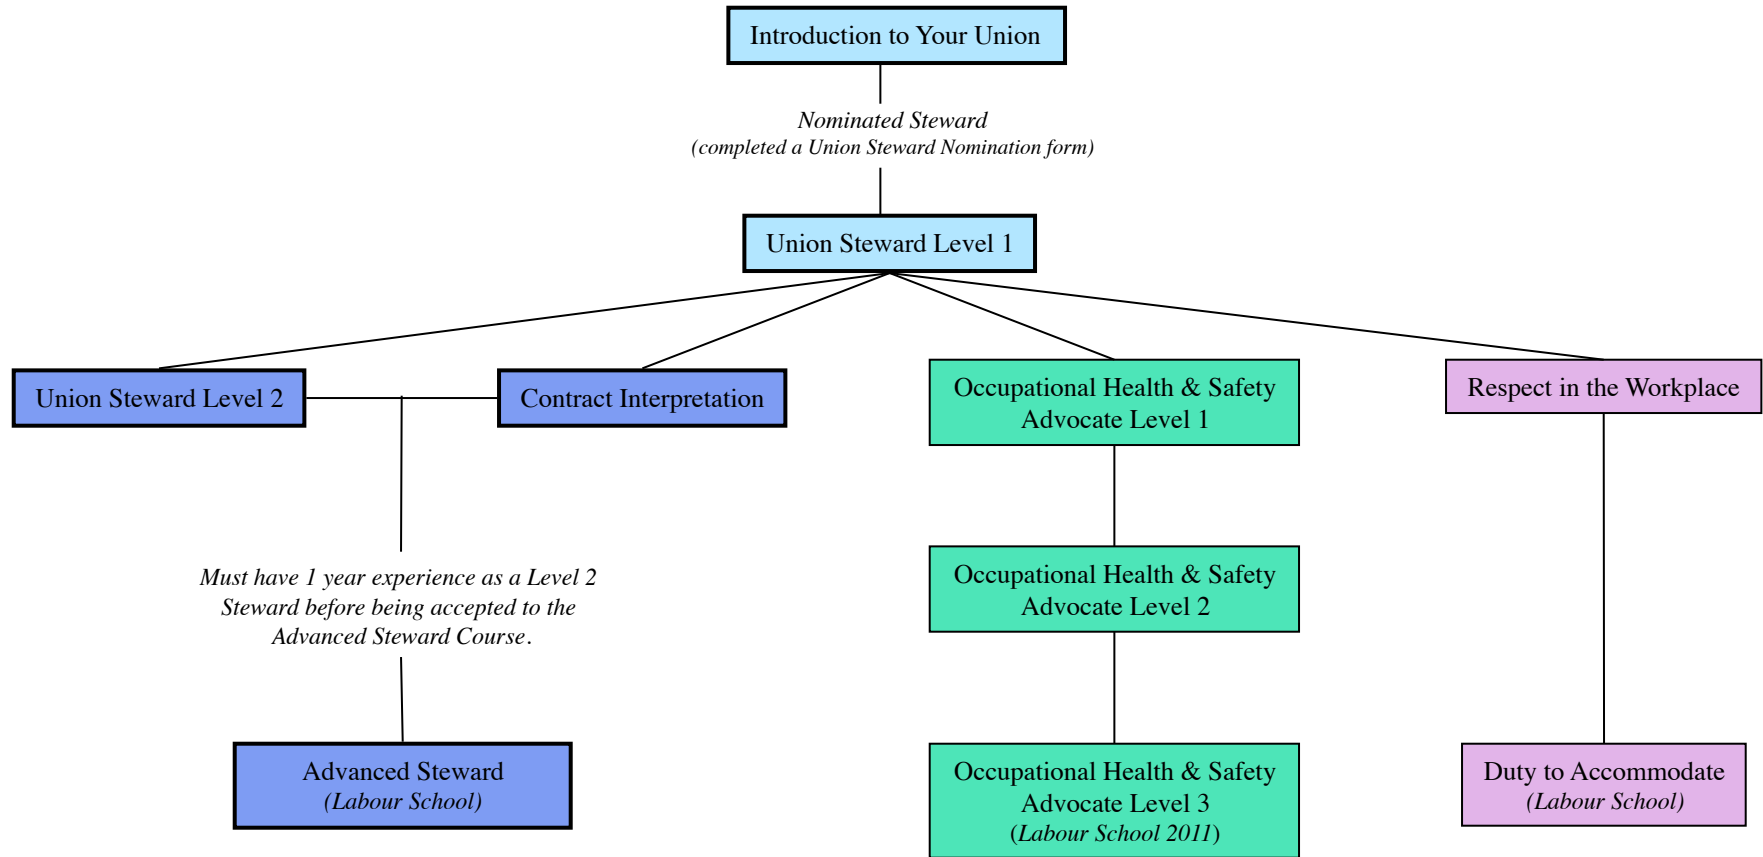 Introduction to Your Union
Nominated Steward
(completed a Union Steward Nomination form)
Union Steward Level 1
Union Steward Level 2
Contract Interpretation
Occupational Health & Safety
Advocate Level 1
Respect in the Workplace
Must have 1 year experience as a Level 2
Steward before being accepted to the
Advanced Steward Course.
Occupational Health & Safety
Advocate Level 2
Advanced Steward
(Labour School)
Occupational Health & Safety
Advocate Level 3
(Labour School 2011)
Duty to Accommodate
(Labour School)